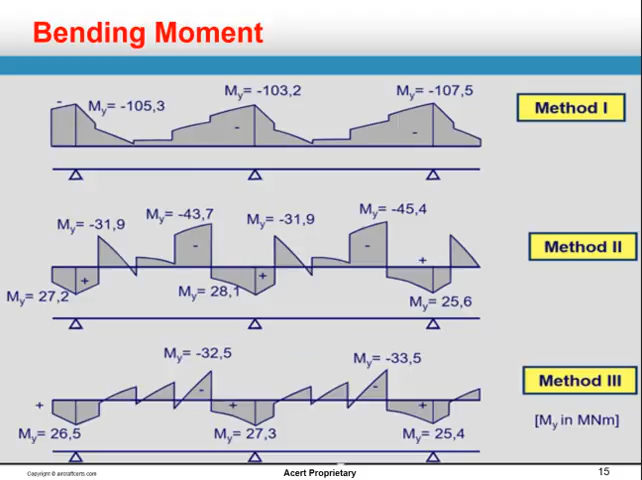 Bending Moment
My= -105,3
My= -103,2
My= -107,5
Method I
-
-
-
My= -31,9
My= -43,7
My= -31,9
My= -45,4
Method II
-
-
+
+
+
My= 27,2
My= 28,1
My= 25,6
My= -32,5
My= -33,5
Method III
-
-
+
+
+
[My in MNm]
My= 26,5
My= 27,3
My= 25,4
Copyright © aircraftcerts.com
Acert Proprietary
15